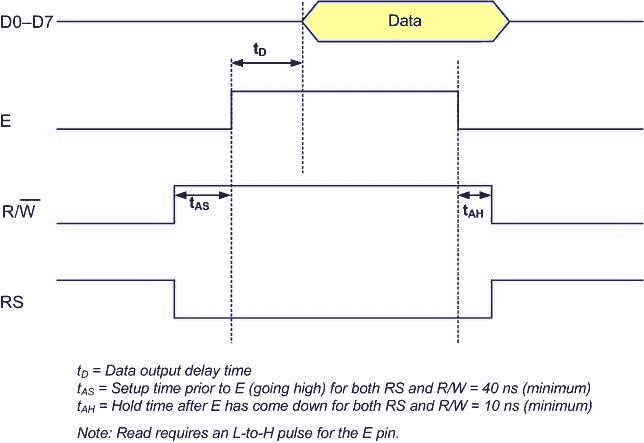 D0–D7
Data
tD
E
R/W̅
tAS
tAH
RS
tD = Data output delay time
tAS = Setup time prior to E (going high) for both RS and R/W = 40 ns (minimum)
tAH = Hold time after E has come down for both RS and R/W = 10 ns (minimum)
Note: Read requires an L-to-H pulse for the E pin.